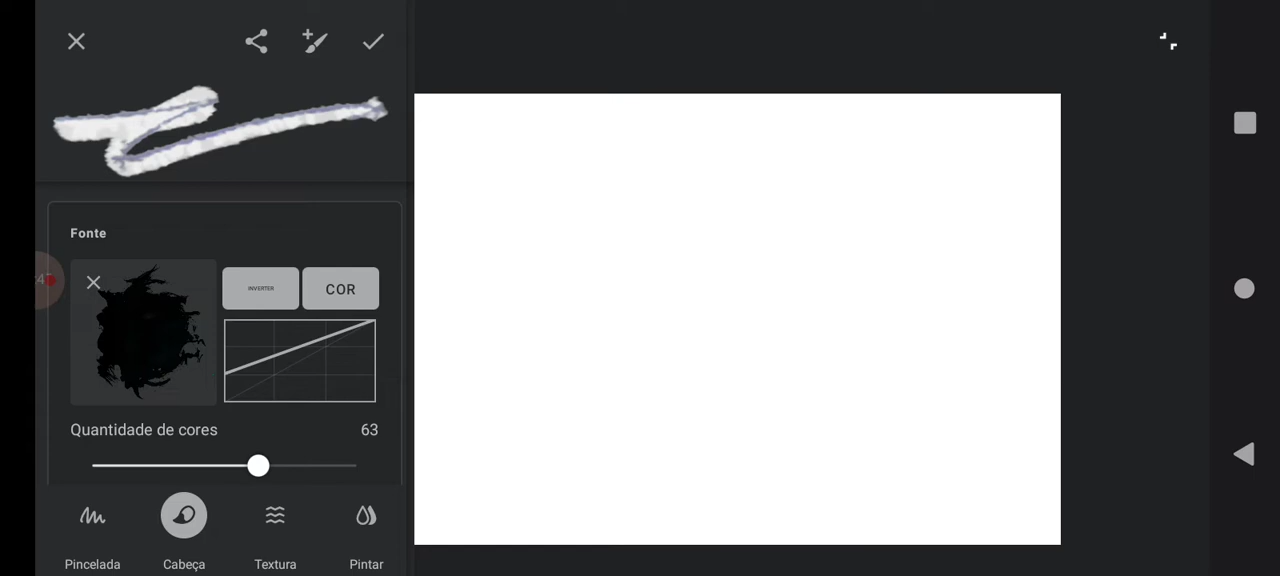 Fonte
INVERTER
COR
Quantidade de cores
63
Pincelada
Cabeça
Textura
Pintar